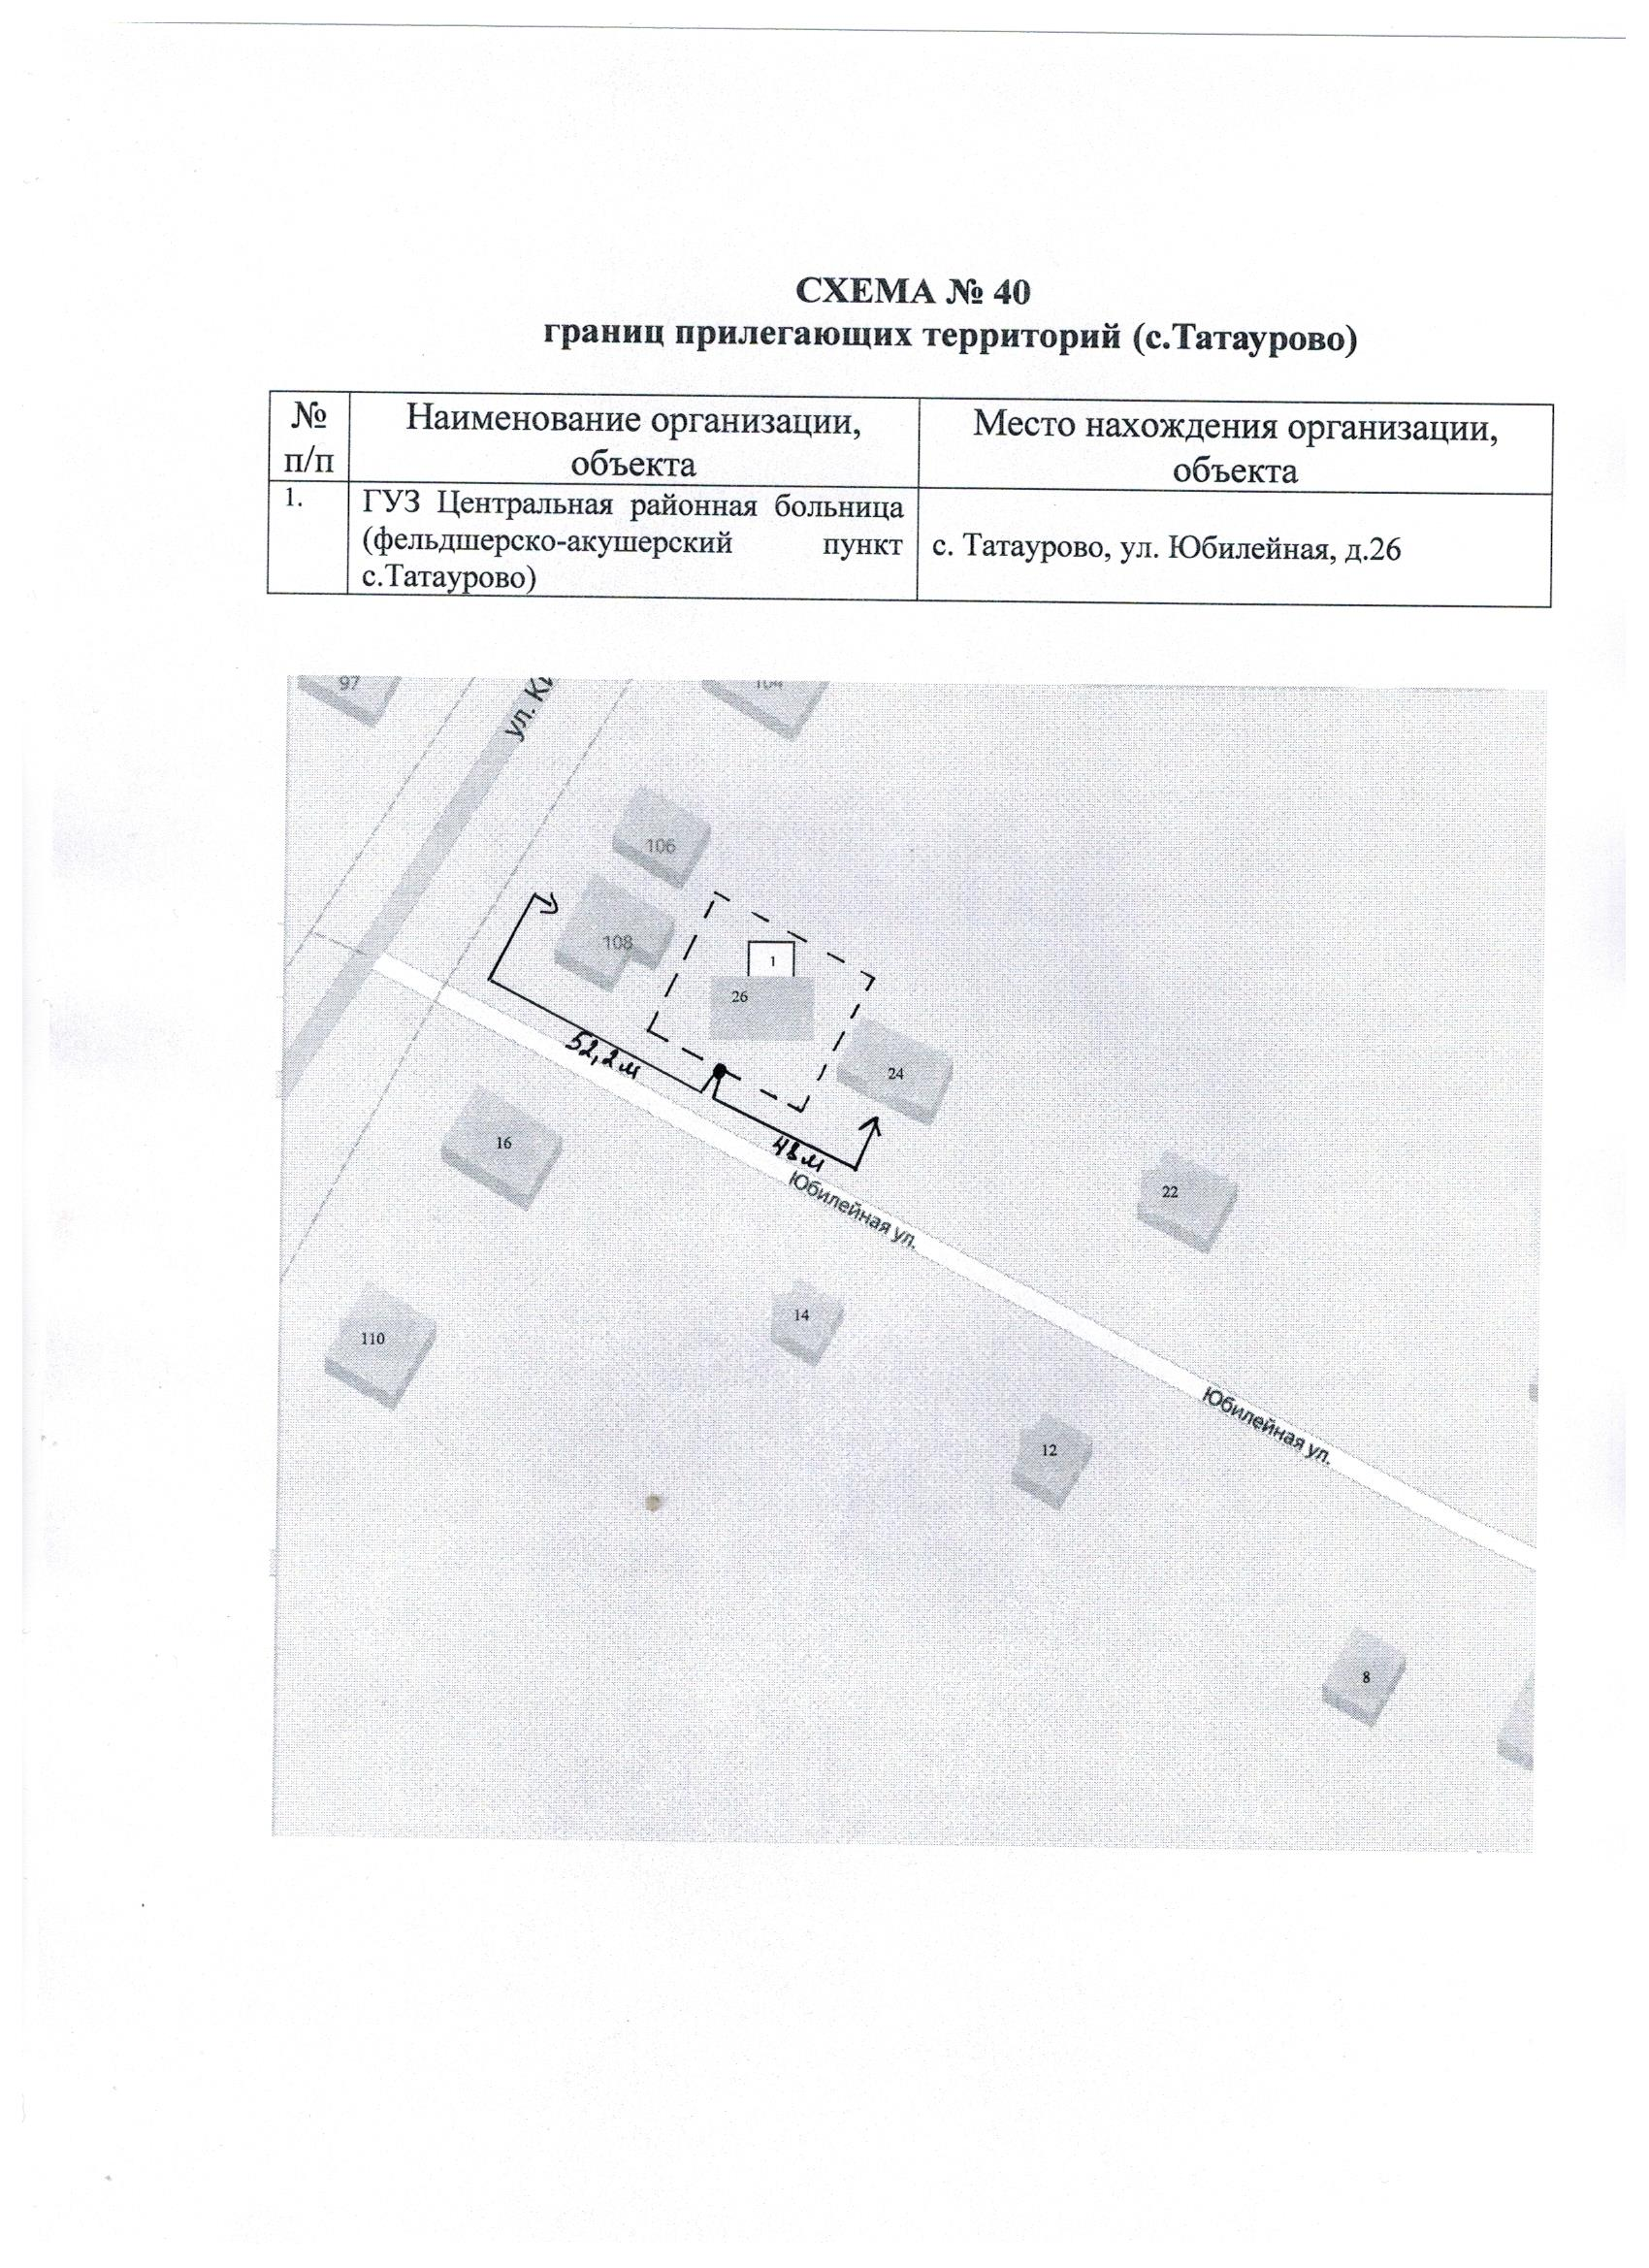 СХЕМА № 40
границ прилегающих территорий (с.Татаурово)
№
п/п
Наименование организации,
объекта
Место нахождения организации,
объекта
1.
ГУЗ Центральная районная больница
(фельдшерско-акушерский пункт
с.Татаурово)
с. Татаурово, ул. Юбилейная, д.26
97
ул. Ки
104
106
108
1
26
52,2м
24
48м
16
Юбилейная ул.
22
14
110
Юбилейная ул.
12
8